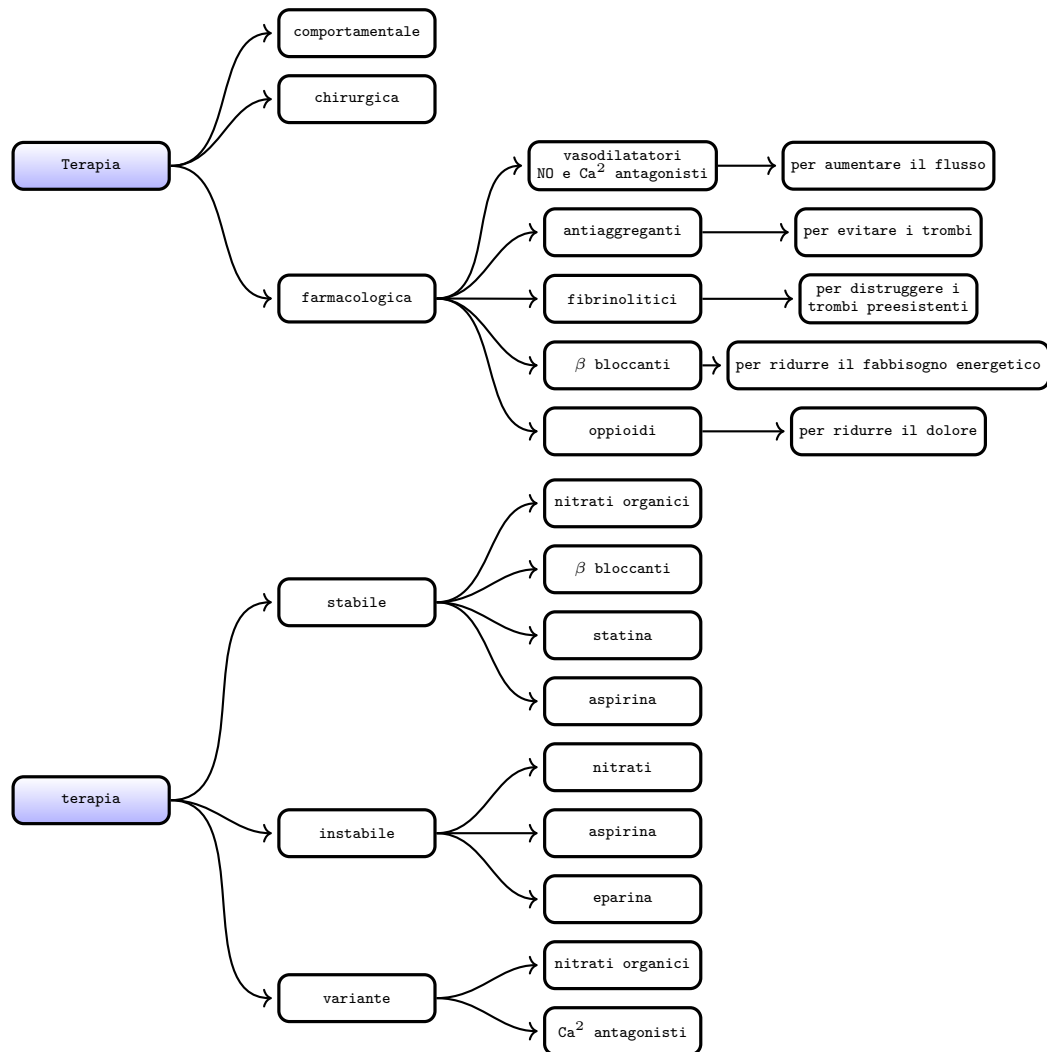 comportamentale
chirurgica
Terapia
vasodilatatori
NO e Ca² antagonisti
per aumentare il flusso
antiaggreganti
per evitare i trombi
farmacologica
fibrinolitici
per distruggere i
trombi preesistenti
β bloccanti
per ridurre il fabbisogno energetico
oppioidi
per ridurre il dolore
nitrati organici
β bloccanti
stabile
statina
aspirina
nitrati
terapia
instabile
aspirina
eparina
nitrati organici
variante
Ca² antagonisti